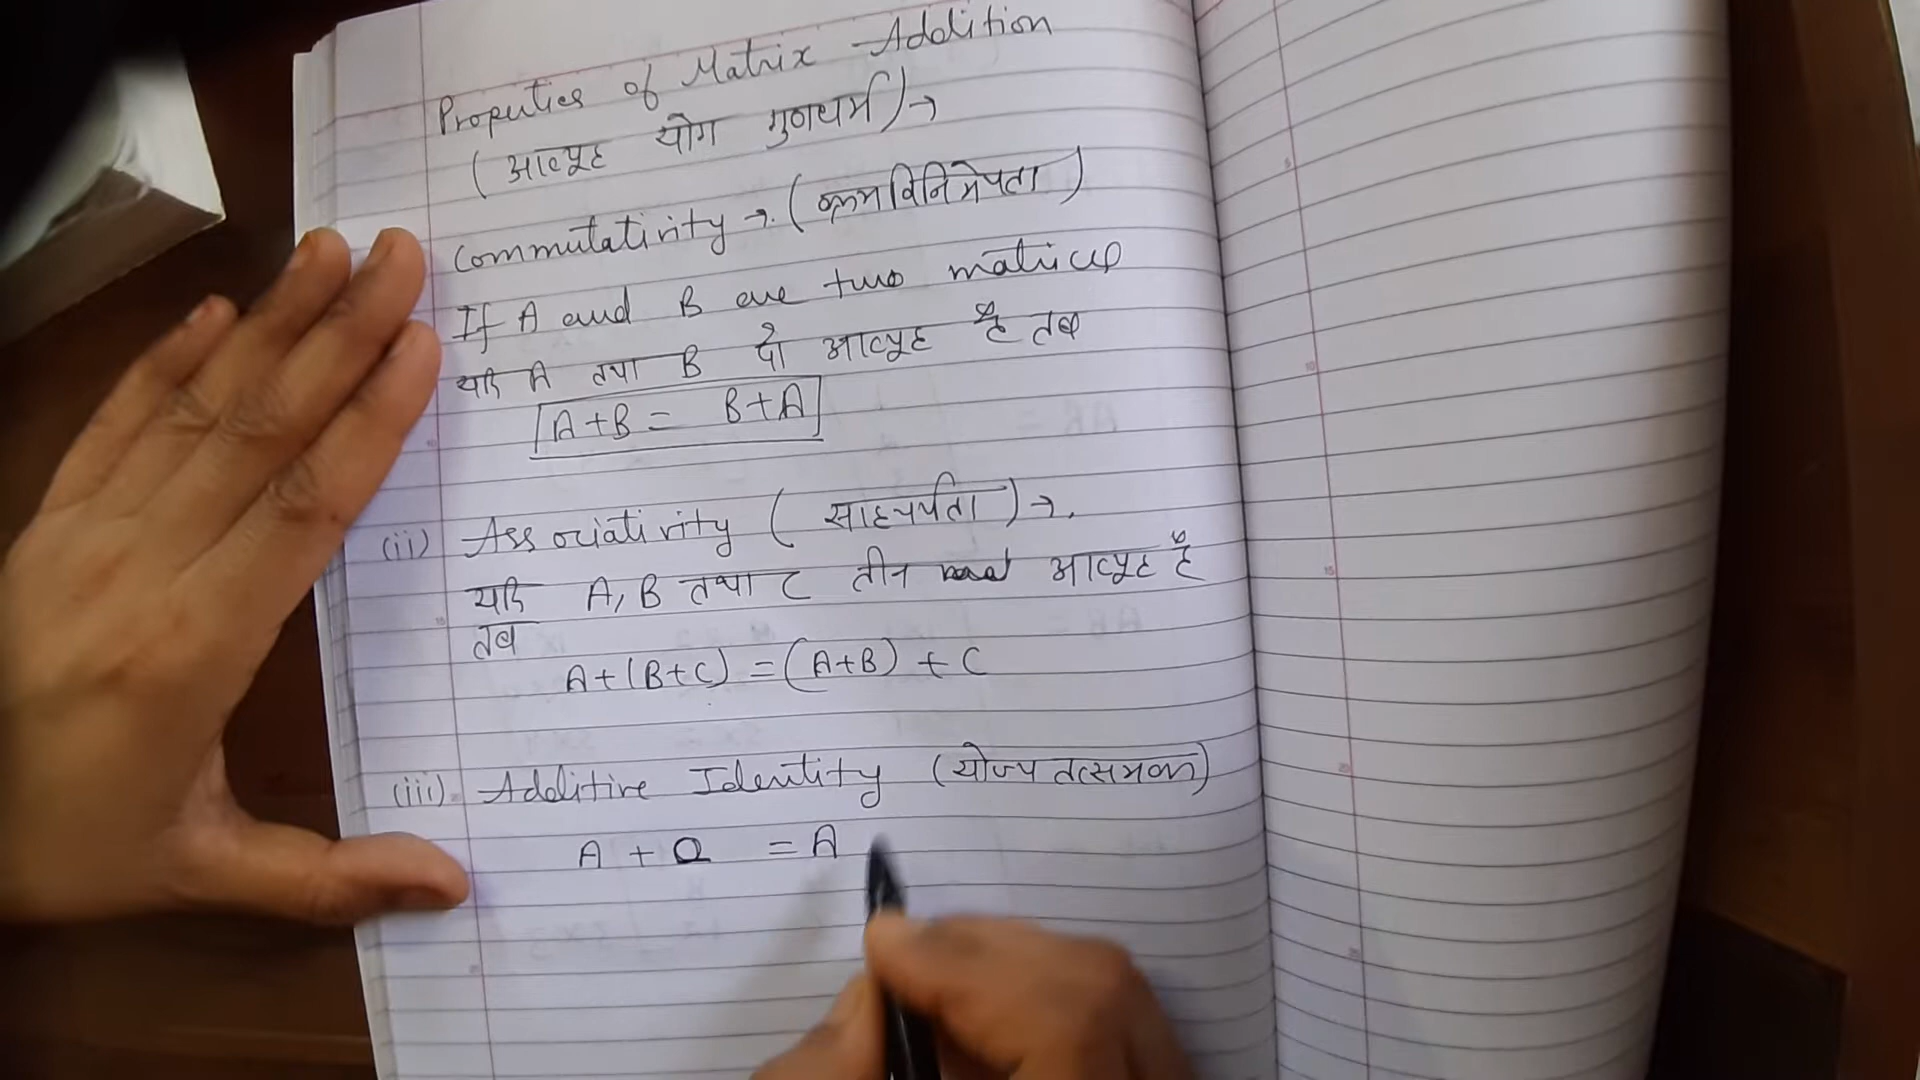 Properties of Matrix Addition
(आव्यूह योग गुणधर्म)→
Commutativity →. (क्रमविनिमेयता)
If A and B are two matrices
यदि A तथा B दो आव्यूह हैं तब
A+B = B+A
(ii) Associativity ( साहचर्यता)→.
यदि A, B तथा C तीन आव्यूह हैं
तब
A+(B+C) = (A+B) + C
(iii). Additive Identity (योज्य तत्समक)
A + O = A